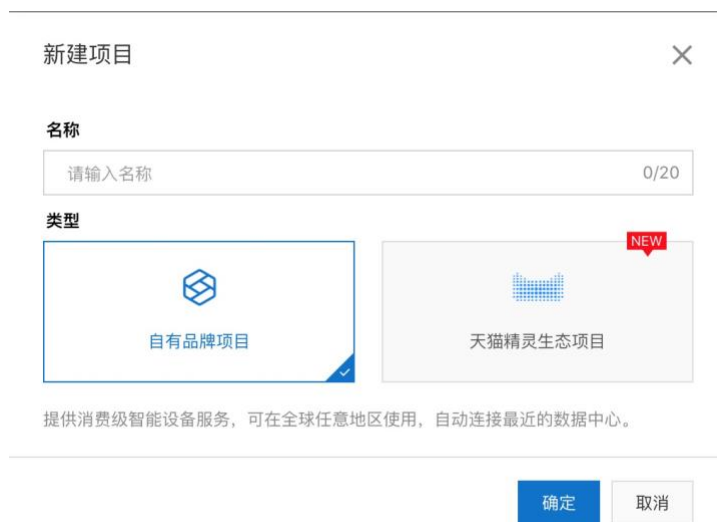 新建项目
名称
请输入名称 0/20
类型
NEW
自有品牌项目 天猫精灵生态项目
提供消费级智能设备服务，可在全球任意地区使用，自动连接最近的数据中心。
确定 取消